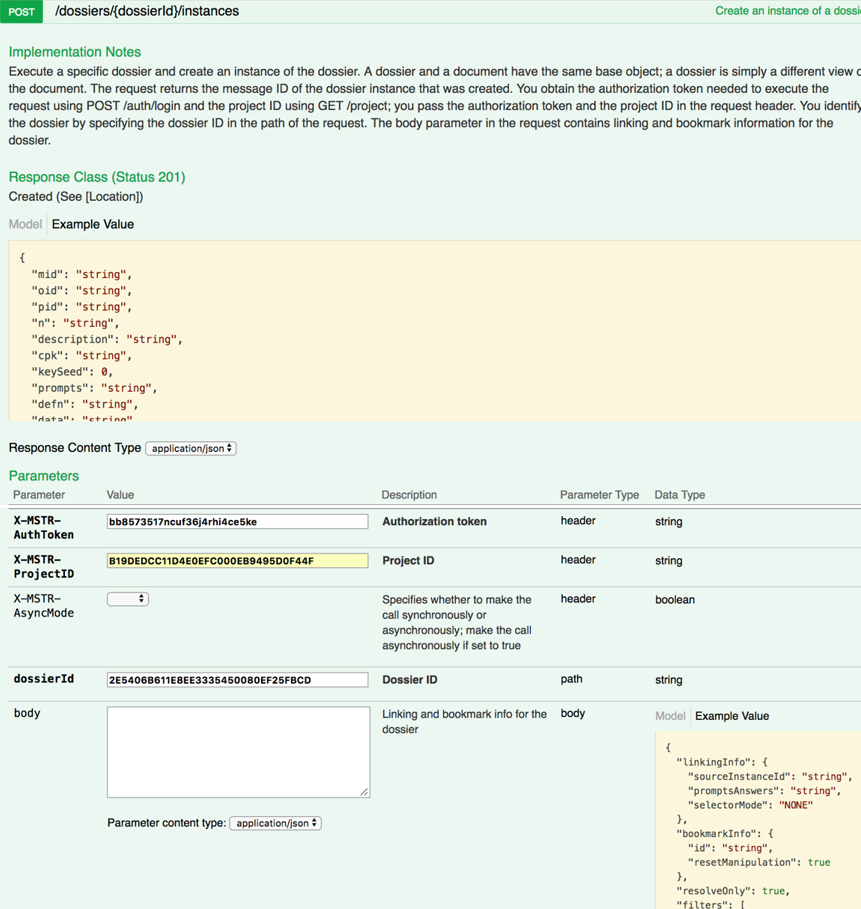 POST /dossiers/{dossierId}/instances Create an instance of a dossi
Implementation Notes
Execute a specific dossier and create an instance of the dossier. A dossier and a document have the same base object; a dossier is simply a different view o
the document. The request returns the message ID of the dossier instance that was created. You obtain the authorization token needed to execute the
request using POST /auth/login and the project ID using GET /project; you pass the authorization token and the project ID in the request header. You identify
the dossier by specifying the dossier ID in the path of the request. The body parameter in the request contains linking and bookmark information for the
dossier.
Response Class (Status 201)
Created (See [Location])
Model Example Value
{
"mid": "string",
"oid": "string",
"pid": "string",
"n": "string",
"description": "string",
"cpk": "string",
"keySeed": 0,
"prompts": "string",
"defn": "string",
"data": "string"
Response Content Type application/json
Parameters
Parameter Value Description Parameter Type Data Type
X-MSTR-
AuthToken
bb8573517ncuf36j4rhi4ce5ke
Authorization token
header
string
X-MSTR-
ProjectID
B19DEDCC11D4E0EFC000EB9495D0F44F
Project ID
header
string
X-MSTR-
AsyncMode
Specifies whether to make the
call synchronously or
asynchronously; make the call
asynchronously if set to true
header
boolean
dossierId
2E5406B611E8EE3335450080EF25FBCD
Dossier ID
path
string
body
Linking and bookmark info for the
dossier
body
Parameter content type: application/json
Model Example Value
{
"linkingInfo": {
"sourceInstanceId": "string",
"promptsAnswers": "string",
"selectorMode": "NONE"
},
"bookmarkInfo": {
"id": "string",
"resetManipulation": true
},
"resolveOnly": true,
"filters": [